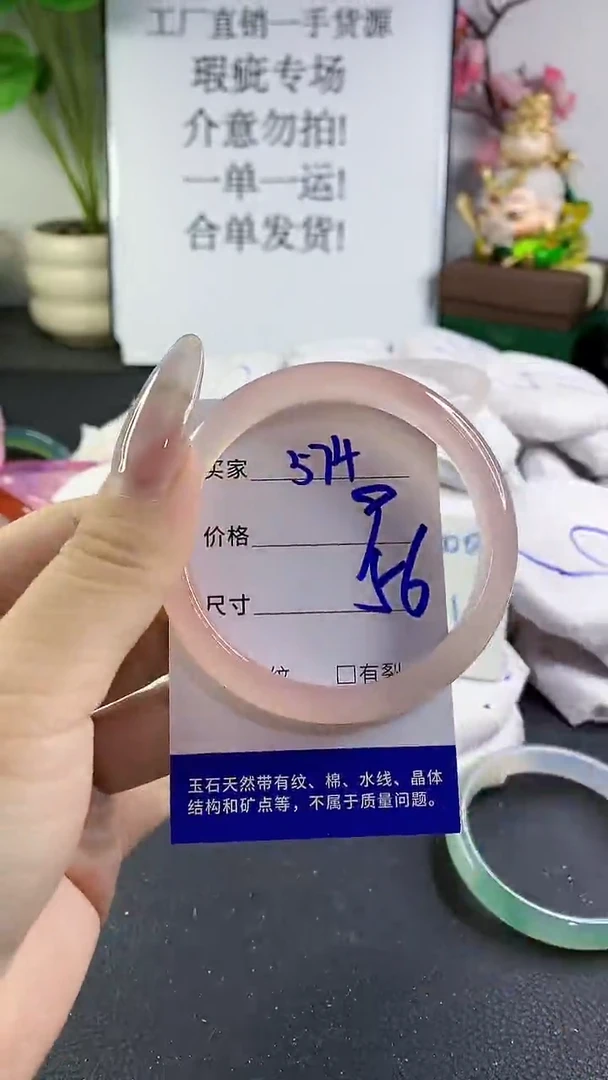 工厂直销一手货源
瑕疵专场
介意勿拍!
一单一运!
合单发货!
买家 574
价格
尺寸 56
纹 □有裂
玉石天然带有纹、棉、水线、晶体
结构和矿点等，不属于质量问题。